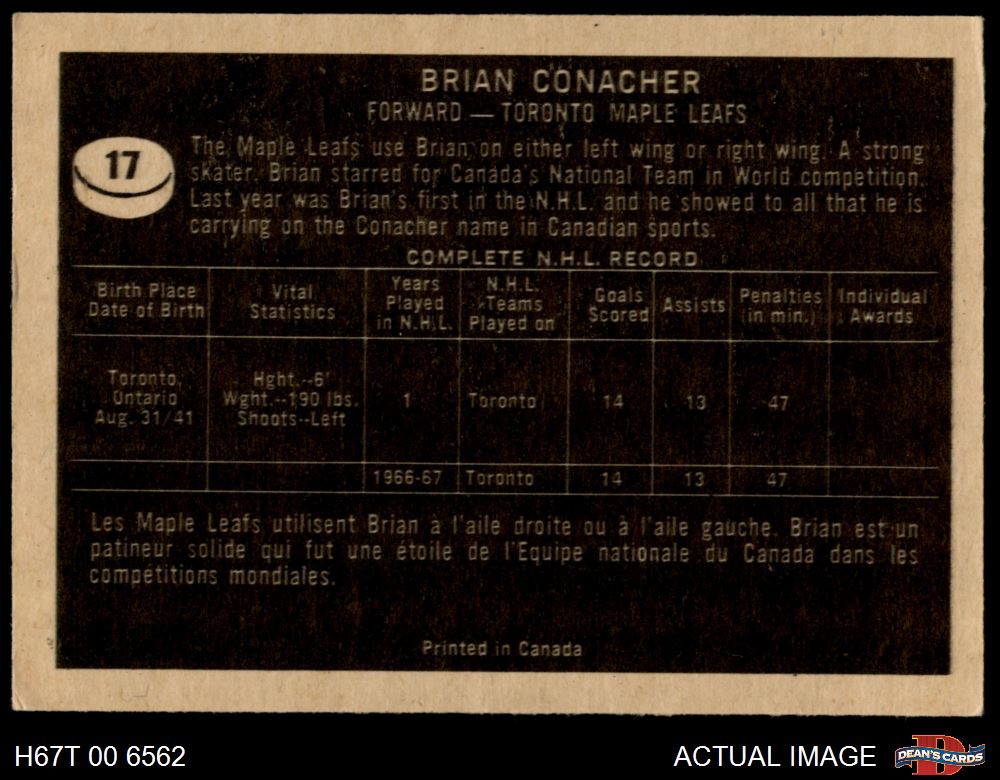 BRIAN CONACHER
FORWARD — TORONTO MAPLE LEAFS
17
The Maple Leafs use Brian on either left wing or right wing. A strong
skater, Brian starred for Canada's National Team in World competition.
Last year was Brian's first in the N.H.L. and he showed to all that he is
carrying on the Conacher name in Canadian sports.
COMPLETE N.H.L. RECORD
Birth Place
Date of Birth
Vital
Statistics
Years
Played
in N.H.L.
N.H.L.
Teams
Played on
Goals
Scored
Assists
Penalties
(in min.)
Individual
Awards
Toronto,
Ontario
Aug. 31/41
Hght.--6'
Wght.--190 lbs.
Shoots--Left
1
Toronto
14
13
47
1966-67
Toronto
14
13
47
Les Maple Leafs utilisent Brian à l'aile droite ou à l'aile gauche. Brian est un
patineur solide qui fut une étoile de l'Equipe nationale du Canada dans les
compétitions mondiales.
Printed in Canada
H67T 00 6562
ACTUAL IMAGE
DEAN'S CARDS